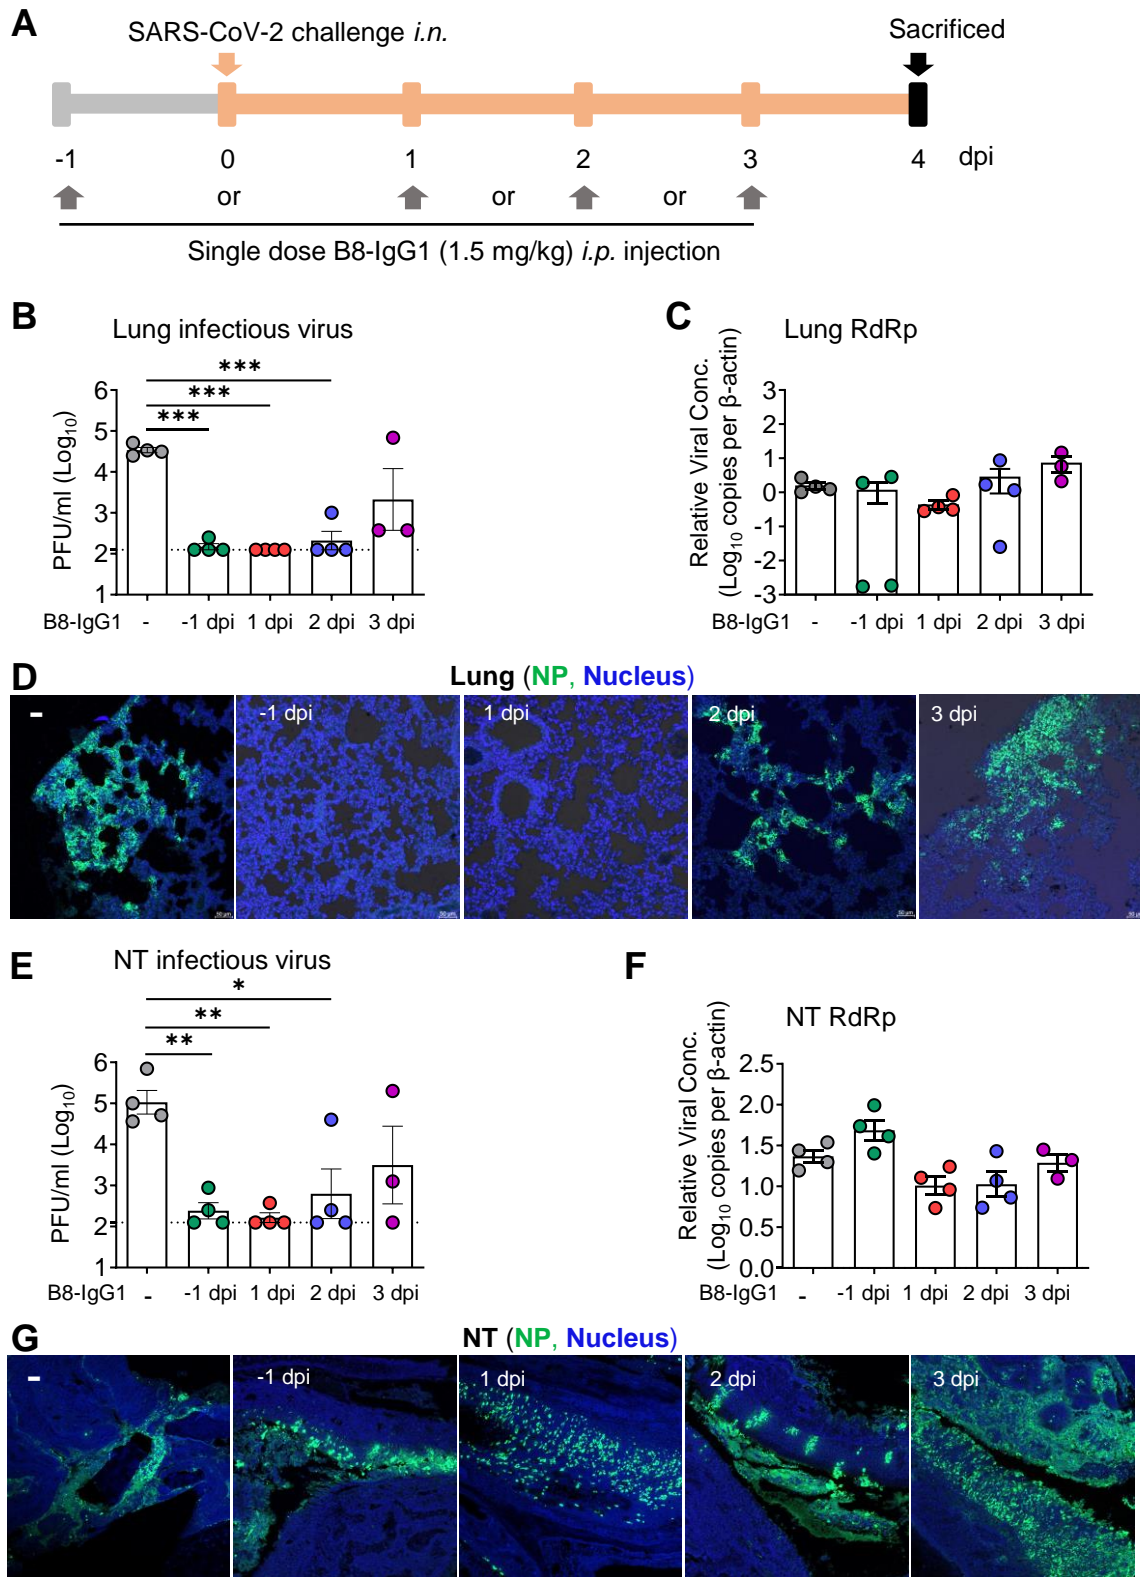 A
SARS-CoV-2 challenge i.n.
Sacrificed
-1 0 1 2 3 4 dpi
or or or
Single dose B8-IgG1 (1.5 mg/kg) i.p. injection
B
Lung infectious virus
***
***
***
PFU/ml (Log10)
6
5
4
3
2
1
B8-IgG1 - -1 dpi 1 dpi 2 dpi 3 dpi
C
Lung RdRp
Relative Viral Conc.
(Log10 copies per β-actin)
3
2
1
0
-1
-2
-3
B8-IgG1 - -1 dpi 1 dpi 2 dpi 3 dpi
D
Lung (NP, Nucleus)
- -1 dpi 1 dpi 2 dpi 3 dpi
50 μm 50 μm 50 μm
E
NT infectious virus
*
**
**
PFU/ml (Log10)
6
5
4
3
2
1
B8-IgG1 - -1 dpi 1 dpi 2 dpi 3 dpi
F
NT RdRp
Relative Viral Conc.
(Log10 copies per β-actin)
2.5
2.0
1.5
1.0
0.5
0.0
B8-IgG1 - -1 dpi 1 dpi 2 dpi 3 dpi
G
NT (NP, Nucleus)
- -1 dpi 1 dpi 2 dpi 3 dpi